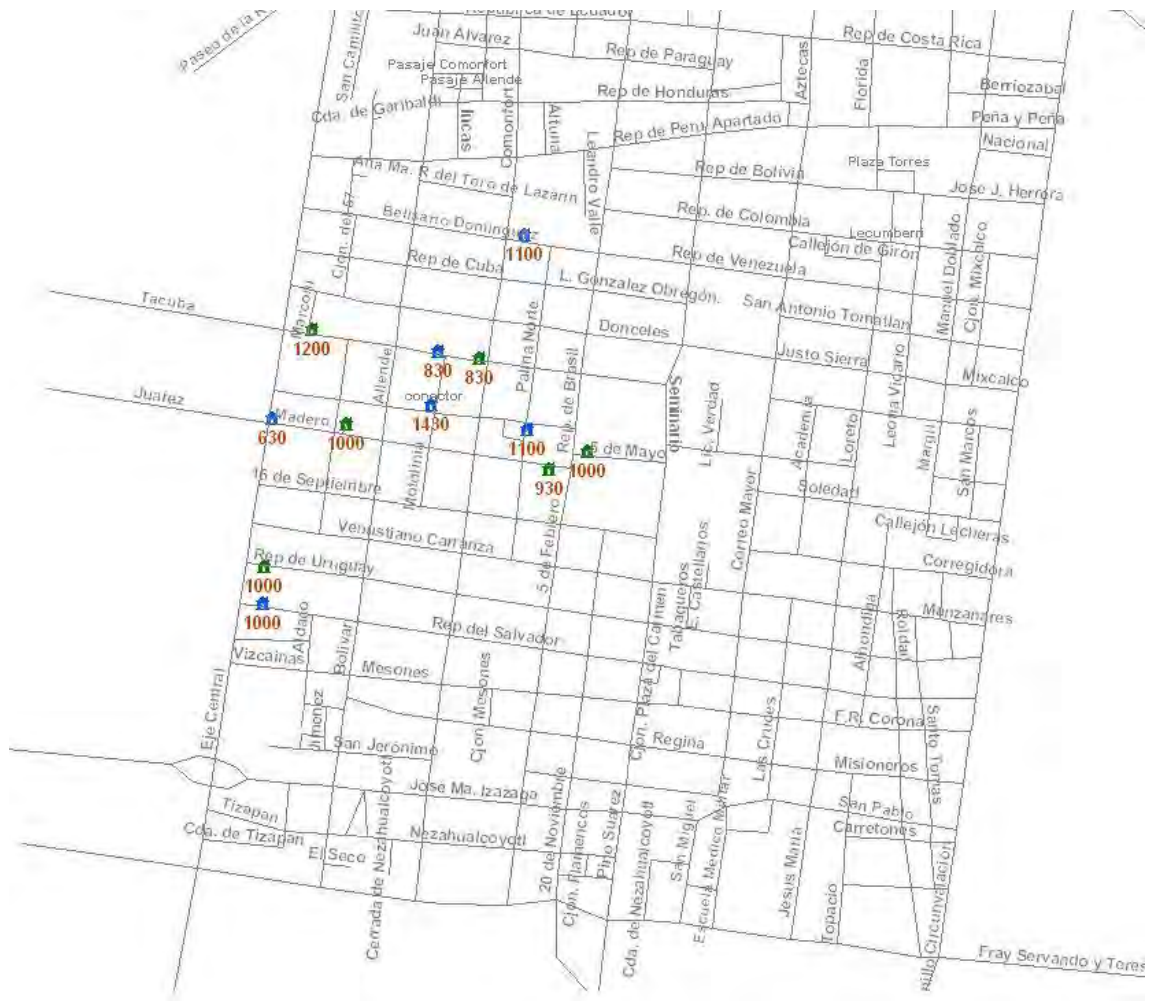 República de Ecuador
Paseo de la R
San Camilito
Juan Alvarez
Rep de Costa Rica
Rep de Paraguay
Pasaje Comonfort
Pasaje Allende
Aztecas
Florida
Berriozabal
Rep de Honduras
Cda. de Garibaldi
Incas
Comonfort
Altuna
Leandro Valle
Rep de Peru
Apartado
Peña y Peña
Nacional
Ana Ma. R del Toro de Lazarin
Rep de Bolivia
Plaza Torres
Jose J. Herrera
Cjon. del 57
Belisario Dominguez
Rep. de Colombia
Lecumberri
Callejón de Giron
Manuel Doblado
Cjon. Mixcalco
1100
Rep de Cuba
Rep de Venezuela
L. Gonzalez Obregón.
San Antonio Tomatlan
Tacuba
Marconi
Palma Norte
Donceles
1200
Justo Sierra
Leona Vicario
Mixcalco
830
830
Allende
Rep. de Brasil
Seminario
Lic. Verdad
Juarez
Madero
conector
1430
630
1000
1100
5 de Mayo
1000
930
Academia
Loreto
Margil
San Marcos
Motolinia
16 de Septiembre
Soledad
Correo Mayor
Callejón Lecheras
Venustiano Carranza
5 de Febrero
Corregidora
Rep de Uruguay
1000
Tabaqueros
E. Castellanos
1000
Aldaco
Bolivar
Rep del Salvador
Cjon. Plaza del Carmen
Alhondiga
Roldan
Manzanares
Vizcainas
Mesones
Cjon. Mesones
Eje Central
Jimenez
San Jerónimo
Regina
Las Cruces
F.R. Corona
Santo Tomas
Misioneros
Jose Ma. Izazaga
Tizapan
Cda. de Tizapan
El Seco
Nezahualcoyotl
Cerrada de Nezahualcoyotl
20 de Noviembre
Cjon. Flamencos
Pino Suarez
Cda. de Nezahualcoyotl
San Miguel
Escuela Medico Militar
San Pablo
Carretones
Jesus Maria
Topacio
nillo Circunvalación
Fray Servando y Teres